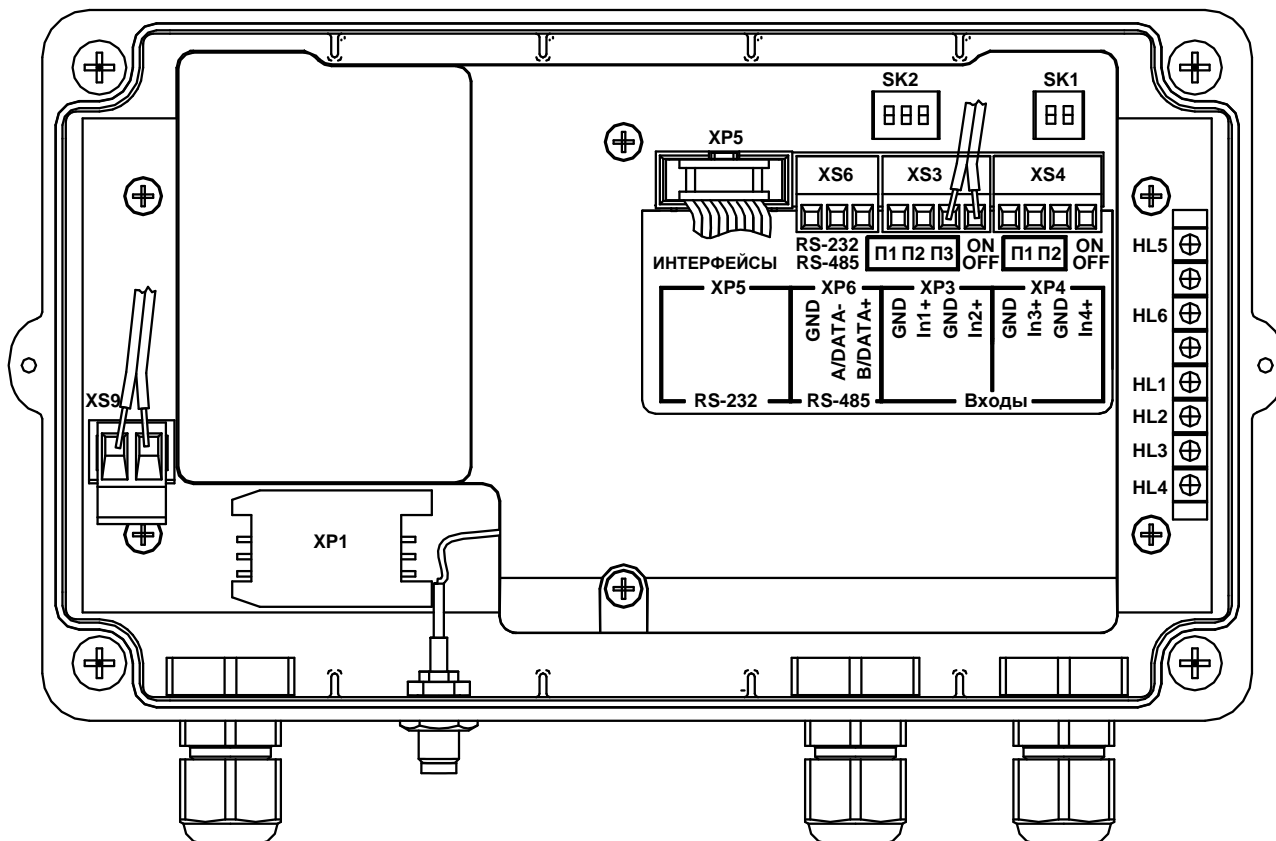 SK2 SK1
XP5
XS6 XS3 XS4
RS-232 П1 П2 П3 ON П1 П2 ON
RS-485 OFF OFF
ИНТЕРФЕЙСЫ
XP5 XP6 XP3 XP4
GND
A/DATA-
B/DATA+
GND
In1+
GND
In2+
GND
In3+
GND
In4+
RS-232 RS-485 Входы
HL5
HL6
HL1
HL2
HL3
HL4
XS9
XP1